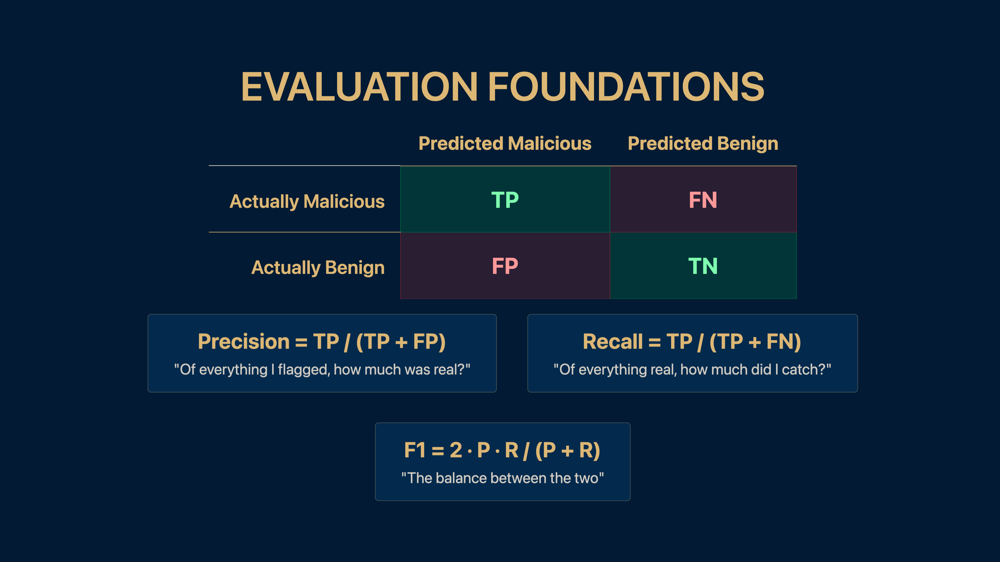 EVALUATION FOUNDATIONS
Predicted Malicious Predicted Benign
Actually Malicious TP FN
Actually Benign FP TN
Precision = TP / (TP + FP)
"Of everything I flagged, how much was real?"
Recall = TP / (TP + FN)
"Of everything real, how much did I catch?"
F1 = 2 · P · R / (P + R)
"The balance between the two"